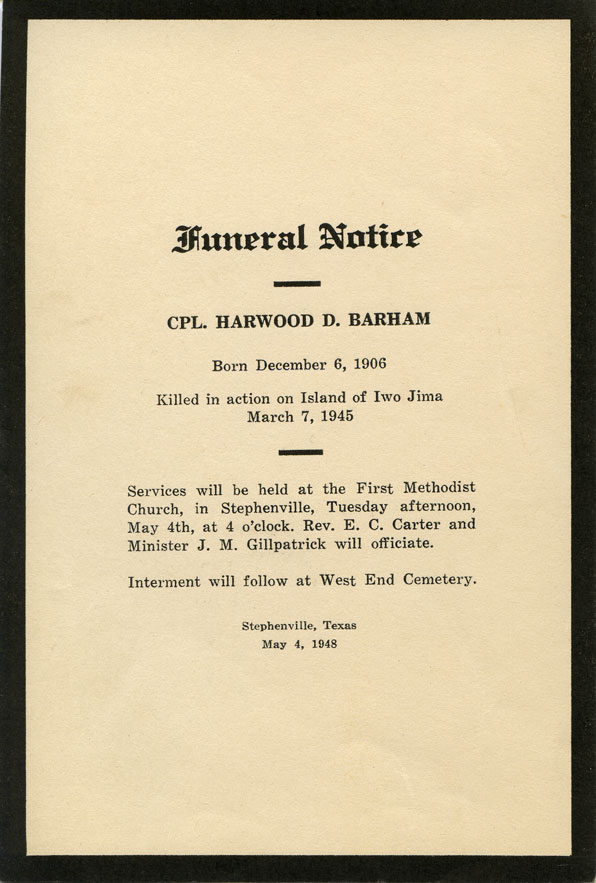 Funeral Notice
CPL. HARWOOD D. BARHAM
Born December 6, 1906
Killed in action on Island of Iwo Jima
March 7, 1945
Services will be held at the First Methodist
Church, in Stephenville, Tuesday afternoon,
May 4th, at 4 o'clock. Rev. E. C. Carter and
Minister J. M. Gillpatrick will officiate.
Interment will follow at West End Cemetery.
Stephenville, Texas
May 4, 1948